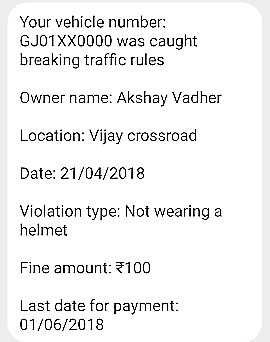 Your vehicle number:
GJ01XX0000 was caught
breaking traffic rules
Owner name: Akshay Vadher
Location: Vijay crossroad
Date: 21/04/2018
Violation type: Not wearing a
helmet
Fine amount: ₹100
Last date for payment:
01/06/2018